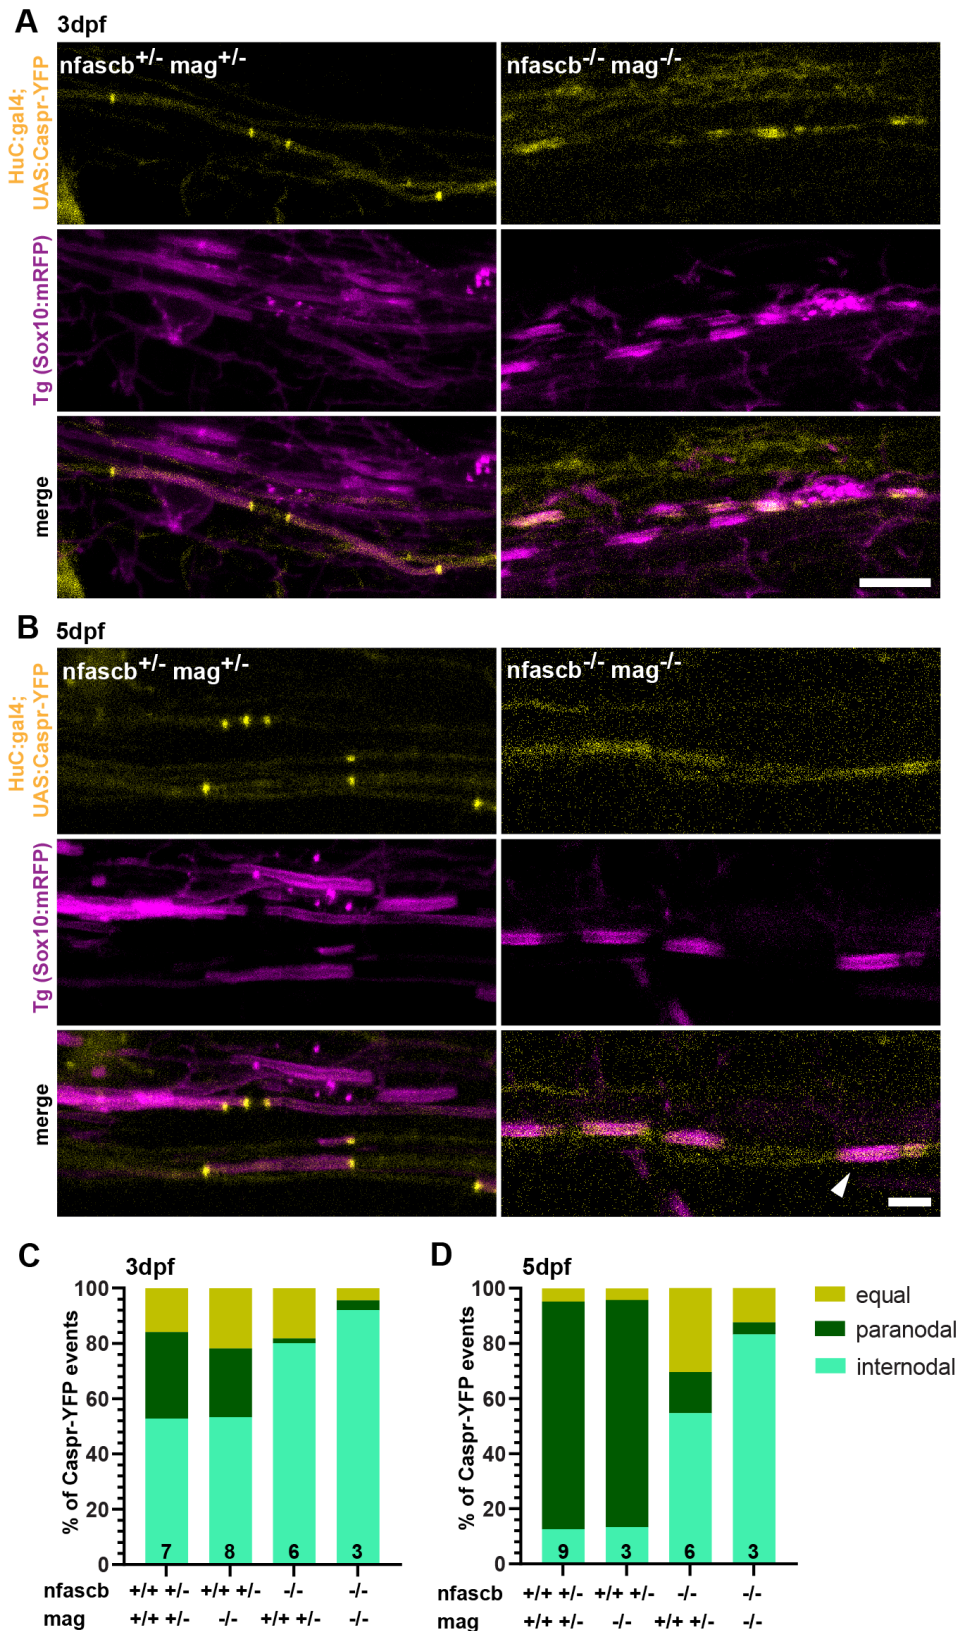 A 3dpf
HuC:gal4;
UAS:Caspr-YFP
nfascb+/- mag+/-
nfascb-/- mag-/-
Tg (Sox10:mRFP)
merge
B 5dpf
HuC:gal4;
UAS:Caspr-YFP
nfascb+/- mag+/-
nfascb-/- mag-/-
Tg (Sox10:mRFP)
merge
C
3dpf
% of Caspr-YFP events
100
80
60
40
20
0
7 8 6 3
nfascb +/+ +/- +/+ +/- -/- -/-
mag +/+ +/- -/- +/+ +/- -/-
D
5dpf
% of Caspr-YFP events
100
80
60
40
20
0
9 3 6 3
nfascb +/+ +/- +/+ +/- -/- -/-
mag +/+ +/- -/- +/+ +/- -/-
equal
paranodal
internodal